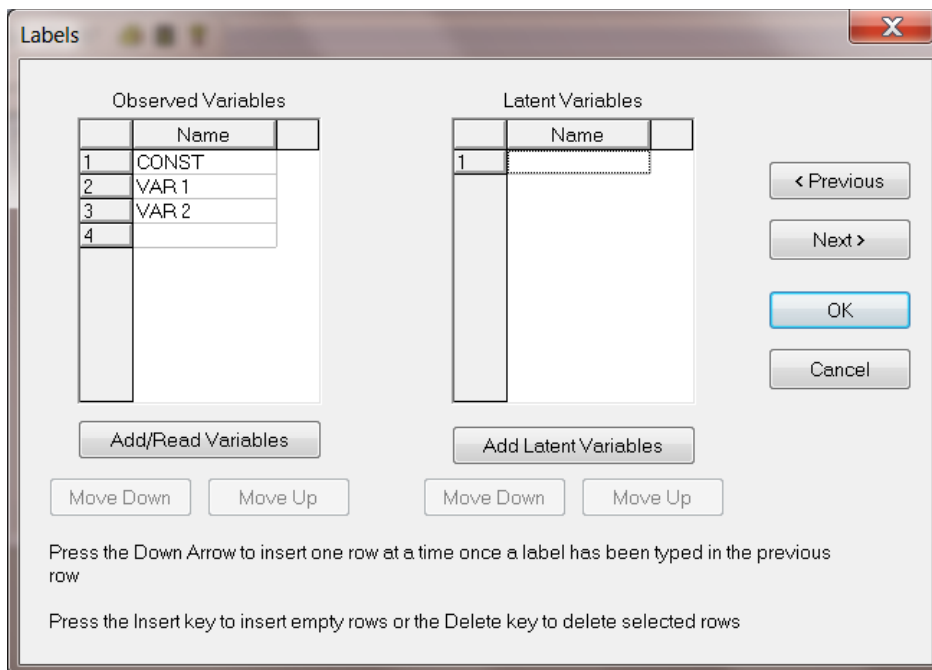 Labels
Observed Variables
Name
1 CONST
2 VAR 1
3 VAR 2
4
Add/Read Variables
Move Down Move Up
Latent Variables
Name
1
Add Latent Variables
Move Down Move Up
< Previous
Next >
OK
Cancel
Press the Down Arrow to insert one row at a time once a label has been typed in the previous
row
Press the Insert key to insert empty rows or the Delete key to delete selected rows